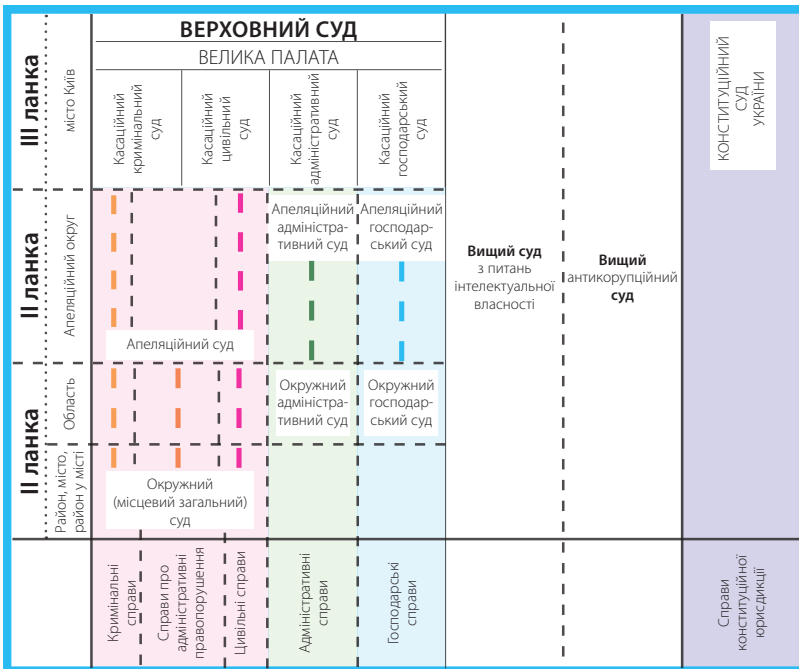 ВЕРХОВНИЙ СУД
ВЕЛИКА ПАЛАТА
III ланка
місто Київ
Касаційний
кримінальний
суд
Касаційний
цивільний
суд
Касаційний
адміністративний
суд
Касаційний
господарський
суд
КОНСТИТУЦІЙНИЙ
СУД
УКРАЇНИ
II ланка
Апеляційний округ
Апеляційний суд
Апеляційний
адміністра-
тивний суд
Апеляційний
господар-
ський суд
Вищий суд
з питань
інтелектуальної
власності
Вищий
антикорупційний
суд
II ланка
Область
Район, місто,
район у місті
Окружний
(місцевий загальний)
суд
Окружний
адміністра-
тивний суд
Окружний
господар-
ський суд
Кримінальні
справи
Справи про
адміністративні
правопорушення
Цивільні справи
Адміністративні
справи
Господарські
справи
Справи
конституційної
юрисдикції